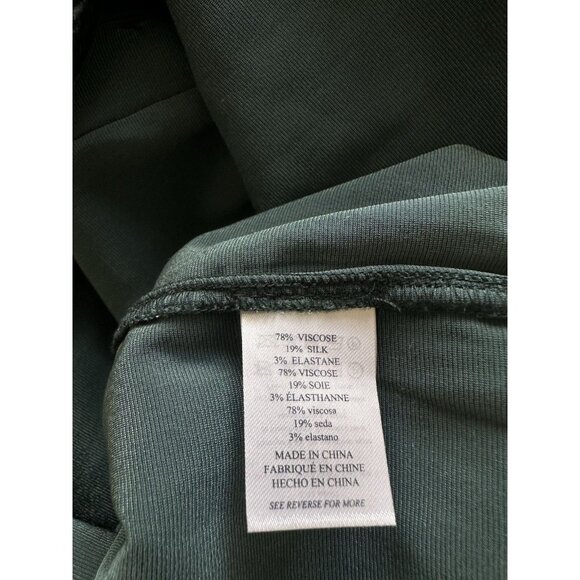 78% VISCOSE
19% SILK
3% ELASTANE
78% VISCOSE
19% SOIE
3% ÉLASTHANNE
78% viscosa
19% seda
3% elastano
MADE IN CHINA
FABRIQUÉ EN CHINE
HECHO EN CHINA
SEE REVERSE FOR MORE